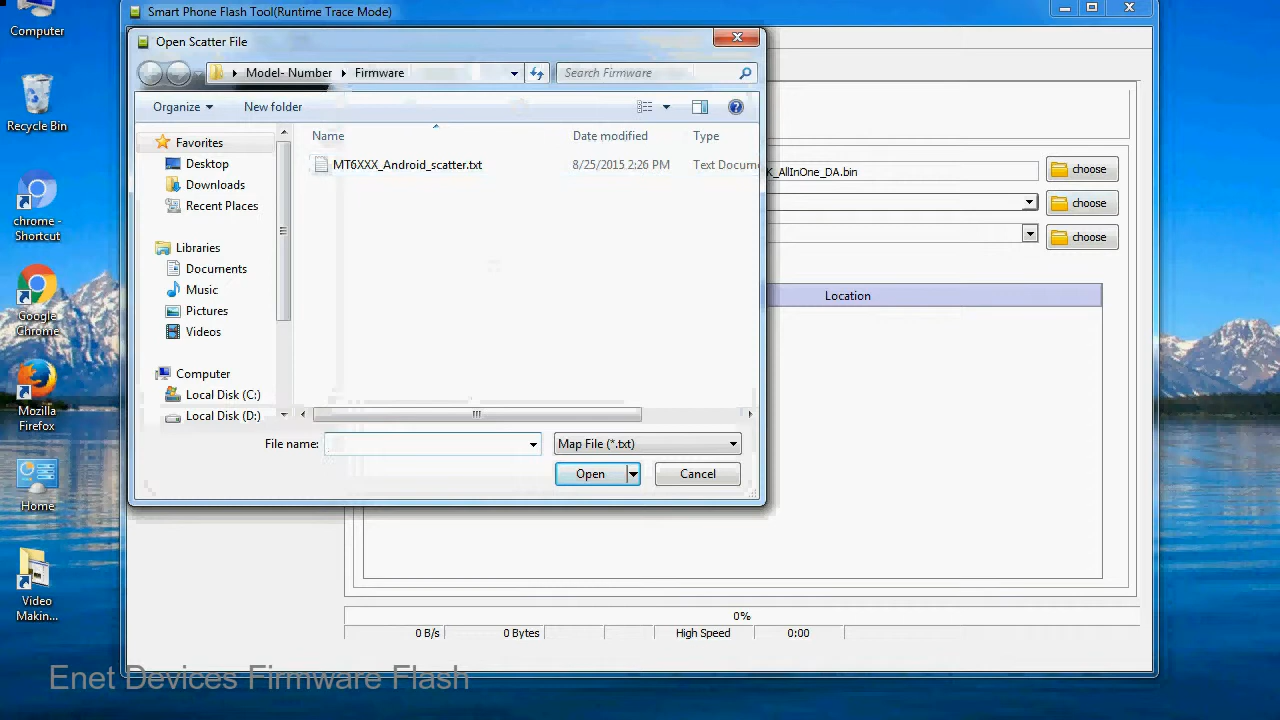 Computer
Recycle Bin
chrome -
Shortcut
Google
Chrome
Mozilla
Firefox
Home
Video
Makin...
Smart Phone Flash Tool(Runtime Trace Mode)
Open Scatter File
Model- Number
Firmware
Search Firmware
Organize
New folder
Name
Date modified
Type
Favorites
Desktop
Downloads
Recent Places
Libraries
Documents
Music
Pictures
Videos
Computer
Local Disk (C:)
Local Disk (D:)
MT6XXX_Android_scatter.txt
8/25/2015 2:26 PM
Text Docum
File name:
Map File (*.txt)
Open
Cancel
K_AllInOne_DA.bin
choose
choose
choose
Location
0%
0 B/s
0 Bytes
High Speed
0:00
Enet Devices Firmware Flash